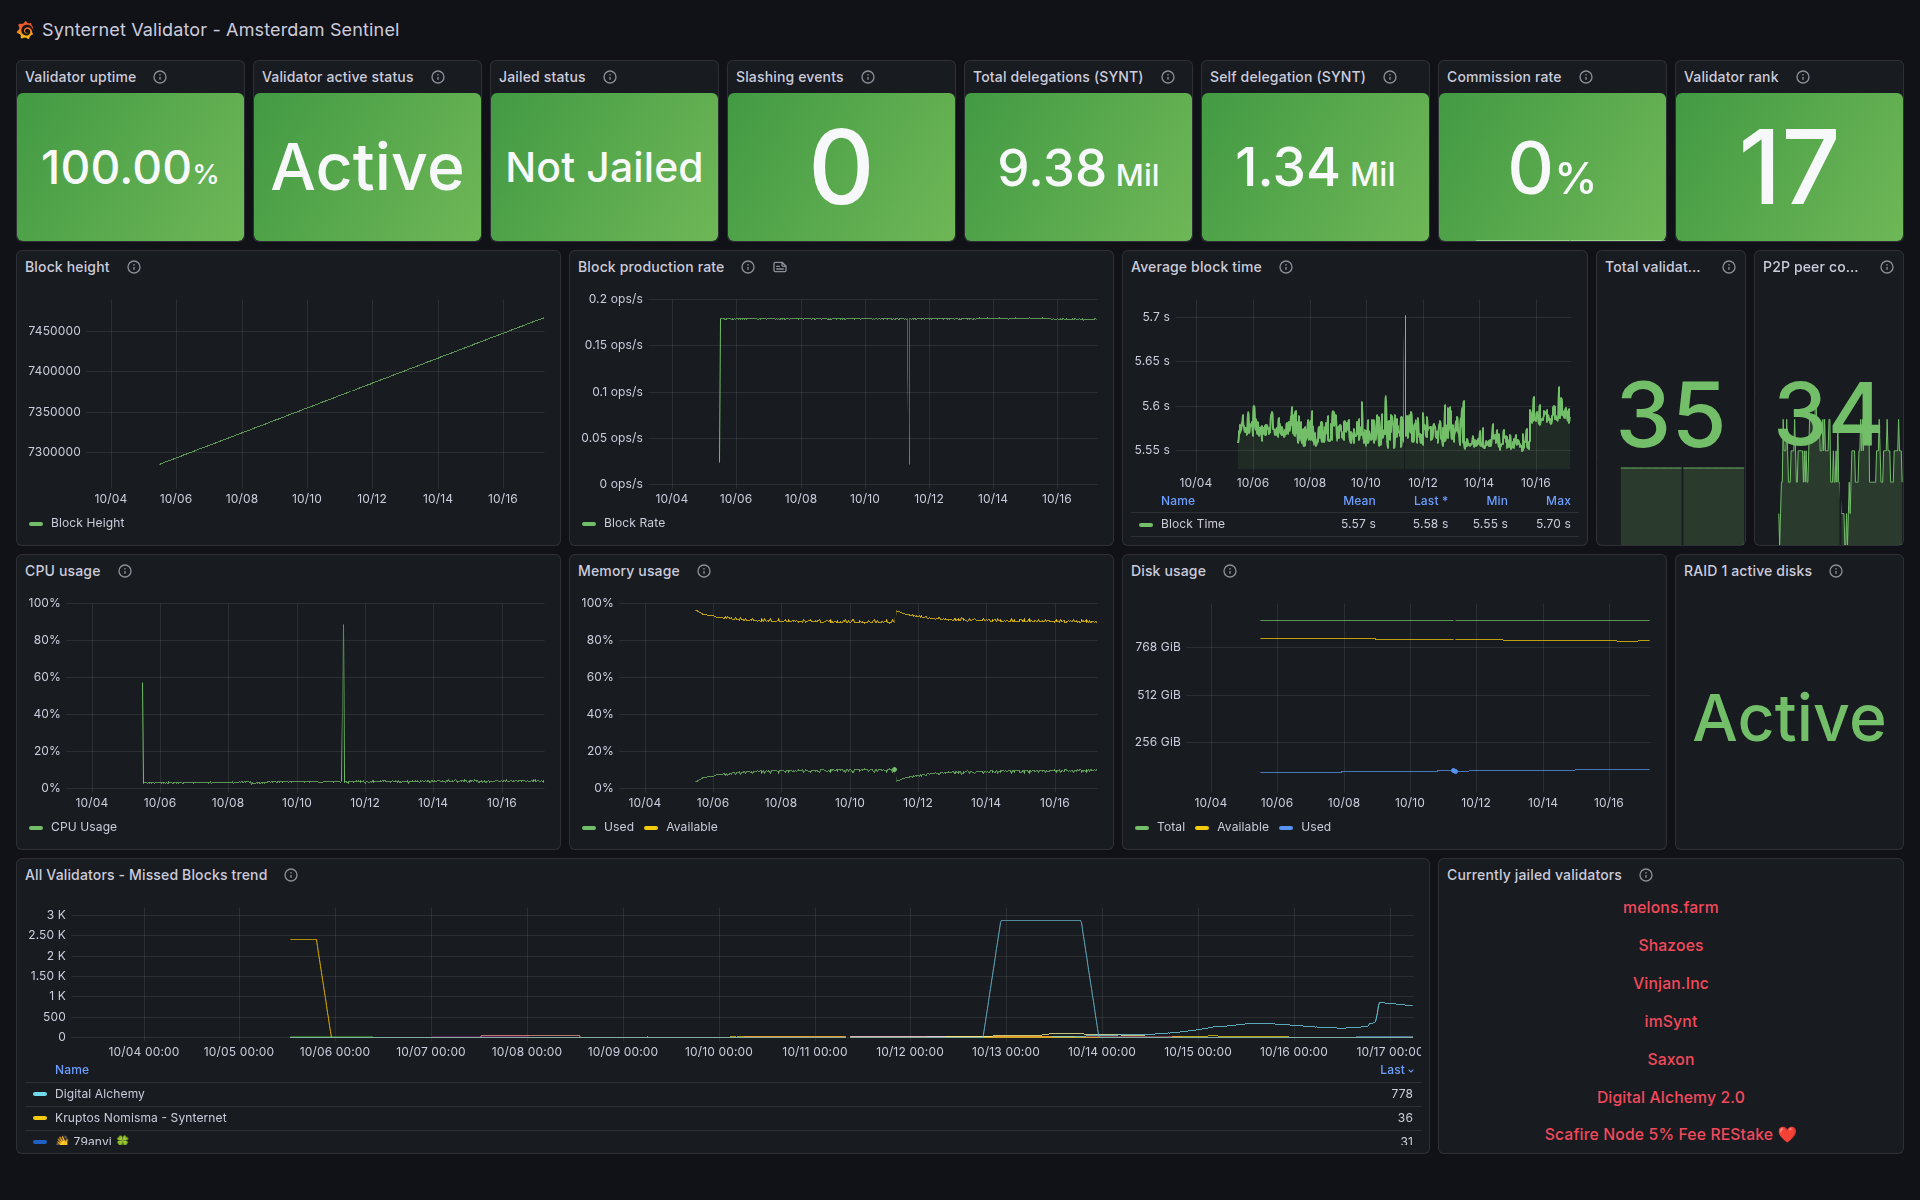 Synternet Validator - Amsterdam Sentinel
Validator uptime
Validator active status
Jailed status
Slashing events
Total delegations (SYNT)
Self delegation (SYNT)
Commission rate
Validator rank
100.00%
Active
Not Jailed
0
9.38 Mil
1.34 Mil
0%
17
Block height
7450000
7400000
7350000
7300000
10/04 10/06 10/08 10/10 10/12 10/14 10/16
Block Height
Block production rate
0.2 ops/s
0.15 ops/s
0.1 ops/s
0.05 ops/s
0 ops/s
10/04 10/06 10/08 10/10 10/12 10/14 10/16
Block Rate
Average block time
5.7 s
5.65 s
5.6 s
5.55 s
10/04 10/06 10/08 10/10 10/12 10/14 10/16
Name Mean Last * Min Max
Block Time 5.57 s 5.58 s 5.55 s 5.70 s
Total validat...
35
P2P peer co...
34
CPU usage
100%
80%
60%
40%
20%
0%
10/04 10/06 10/08 10/10 10/12 10/14 10/16
CPU Usage
Memory usage
100%
80%
60%
40%
20%
0%
10/04 10/06 10/08 10/10 10/12 10/14 10/16
Used Available
Disk usage
768 GiB
512 GiB
256 GiB
10/04 10/06 10/08 10/10 10/12 10/14 10/16
Total Available Used
RAID 1 active disks
Active
All Validators - Missed Blocks trend
3 K
2.50 K
2 K
1.50 K
1 K
500
0
10/04 00:00 10/05 00:00 10/06 00:00 10/07 00:00 10/08 00:00 10/09 00:00 10/10 00:00 10/11 00:00 10/12 00:00 10/13 00:00 10/14 00:00 10/15 00:00 10/16 00:00 10/17 00:00
Name Last
Digital Alchemy 778
Kruptos Nomisma - Synternet 36
👋 79anvi 🍀 31
Currently jailed validators
melons.farm
Shazoes
Vinjan.Inc
imSynt
Saxon
Digital Alchemy 2.0
Scafire Node 5% Fee REStake ❤️